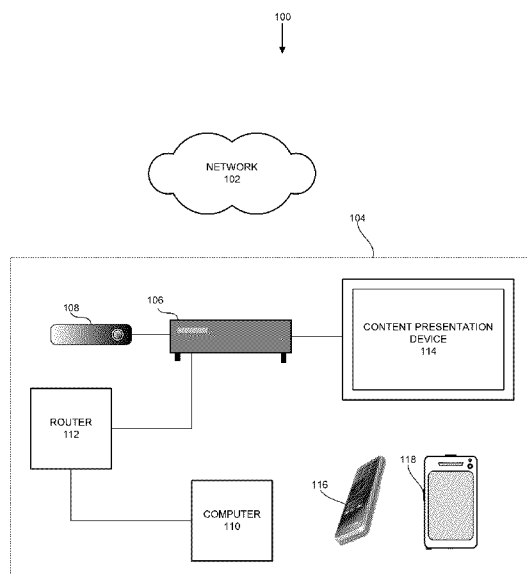 100
NETWORK
102
104
108
106
CONTENT PRESENTATION
DEVICE
114
ROUTER
112
116
118
COMPUTER
110